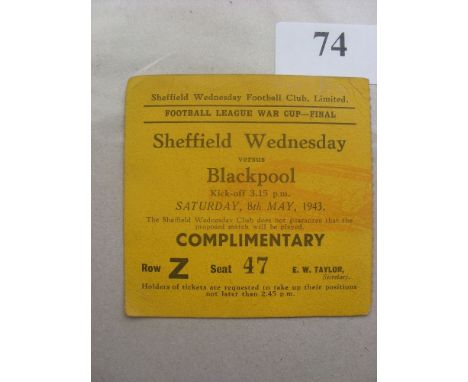 74
Sheffield Wednesday Football Club, Limited.
FOOTBALL LEAGUE WAR CUP—FINAL
Sheffield Wednesday
versus
Blackpool
Kick-off 3.15 p.m.
SATURDAY, 8th MAY, 1943.
The Sheffield Wednesday Club does not guarantee that the
proposed match will be played.
COMPLIMENTARY
Row Z Seat 47 E. W. TAYLOR,
Secretary.
Holders of tickets are requested to take up their positions
not later than 2.45 p.m.